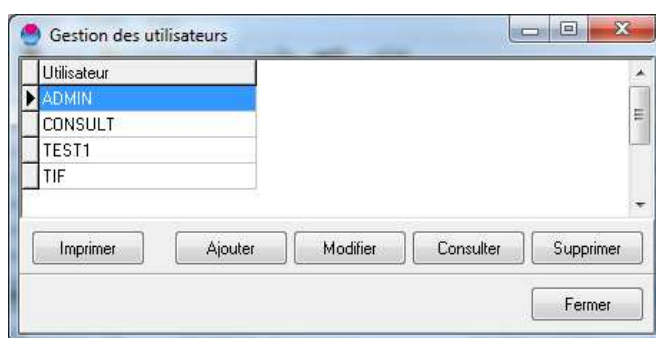 Gestion des utilisateurs
Utilisateur
ADMIN
CONSULT
TEST1
TIF
Imprimer Ajouter Modifier Consulter Supprimer
Fermer